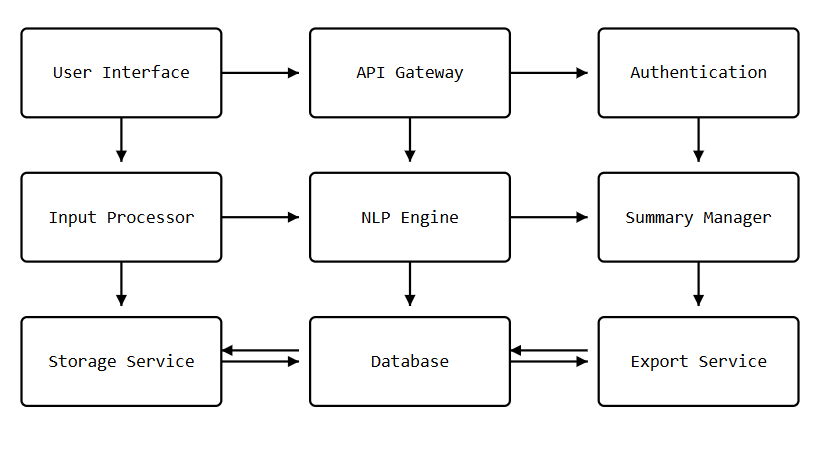 User Interface
API Gateway
Authentication
Input Processor
NLP Engine
Summary Manager
Storage Service
Database
Export Service